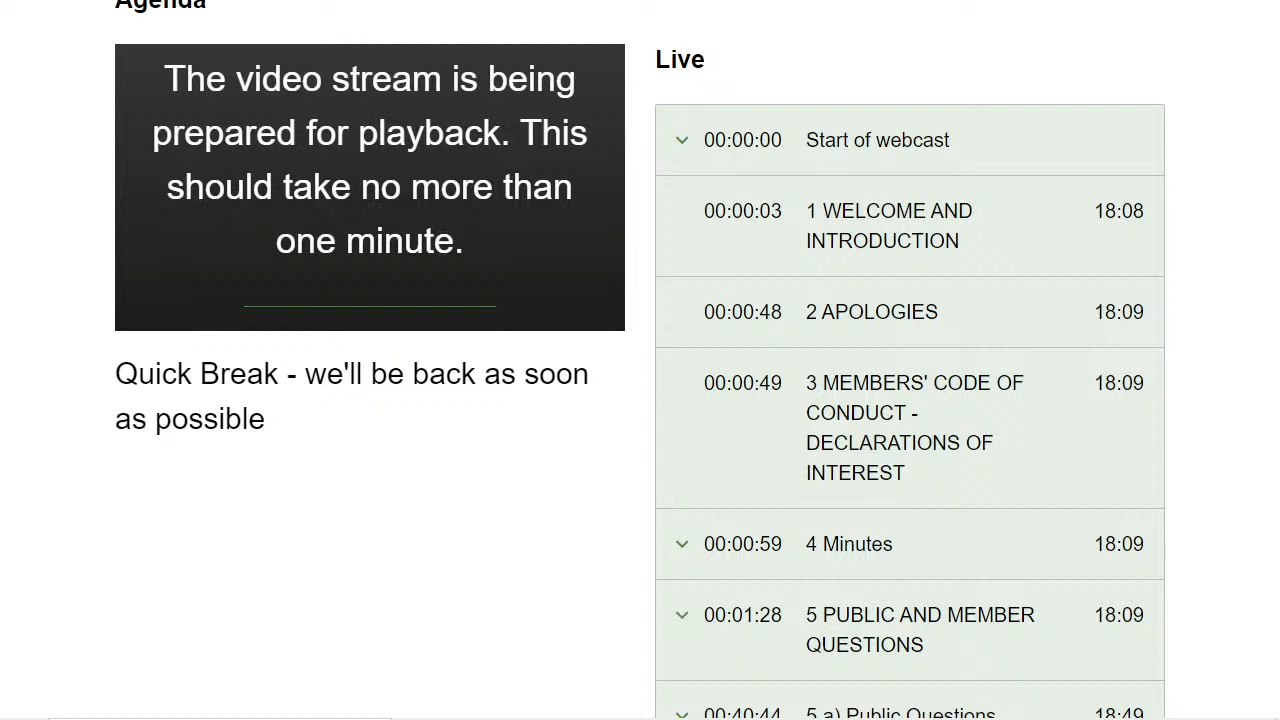 Agenda
The video stream is being
prepared for playback. This
should take no more than
one minute.
Quick Break - we'll be back as soon
as possible
Live
00:00:00 Start of webcast
00:00:03 1 WELCOME AND 18:08
INTRODUCTION
00:00:48 2 APOLOGIES 18:09
00:00:49 3 MEMBERS' CODE OF 18:09
CONDUCT -
DECLARATIONS OF
INTEREST
00:00:59 4 Minutes 18:09
00:01:28 5 PUBLIC AND MEMBER 18:09
QUESTIONS
00:40:44 5 a) Public Questions 18:49